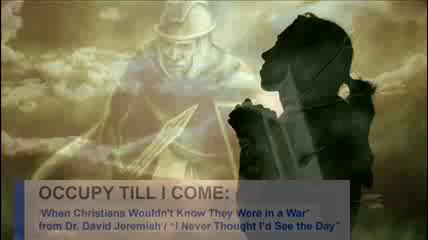 OCCUPY TILL I COME:
"When Christians Wouldn't Know They Were in a War"
from Dr. David Jeremiah / "I Never Thought I'd See the Day"